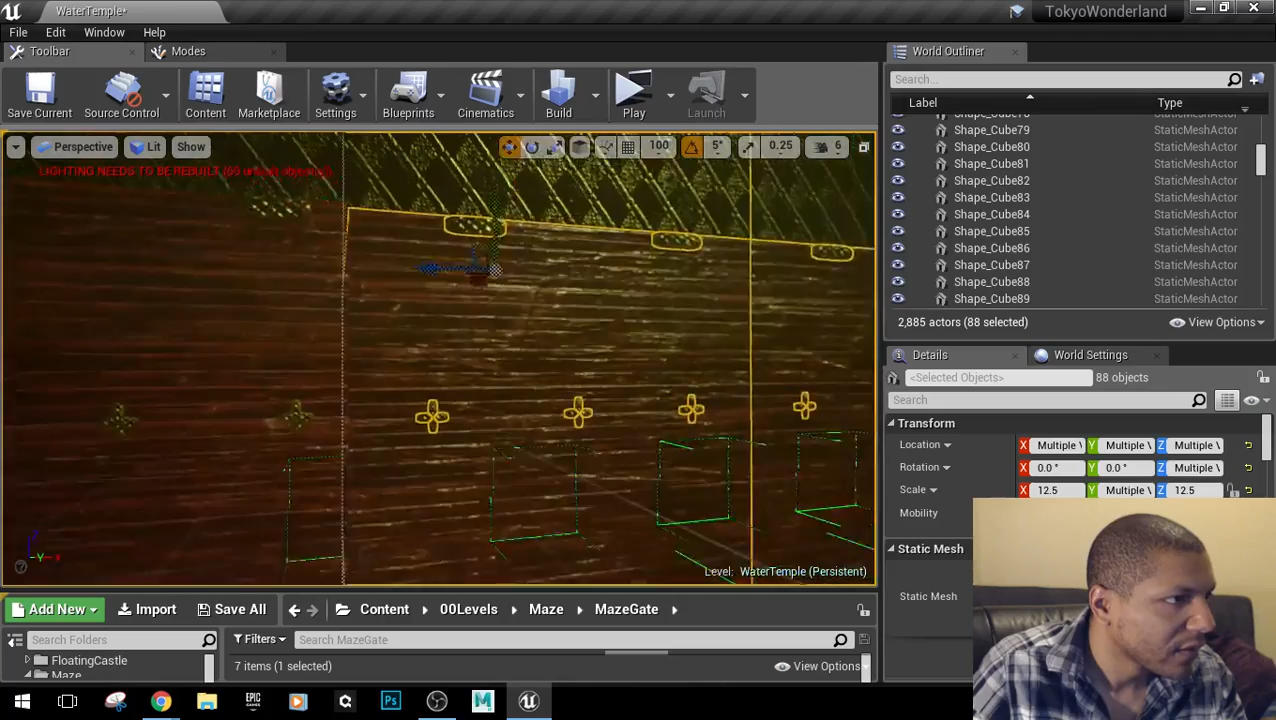 WaterTemple*
TokyoWonderland
File Edit Window Help
Toolbar Modes
World Outliner
Search...
Label Type
Save Current Source Control Content Marketplace Settings Blueprints Cinematics Build Play Launch
Perspective Lit Show 100 5° 0.25 6
Shape_Cube79 StaticMeshActor
Shape_Cube80 StaticMeshActor
Shape_Cube81 StaticMeshActor
Shape_Cube82 StaticMeshActor
Shape_Cube83 StaticMeshActor
Shape_Cube84 StaticMeshActor
Shape_Cube85 StaticMeshActor
Shape_Cube86 StaticMeshActor
Shape_Cube87 StaticMeshActor
Shape_Cube88 StaticMeshActor
Shape_Cube89 StaticMeshActor
2,885 actors (88 selected) View Options
LIGHTING NEEDS TO BE REBUILT
Details World Settings
<Selected Objects> 88 objects
Search
Transform
Location X Multiple V Y Multiple V Z Multiple V
Rotation X 0.0 ° Y 0.0 ° Z Multiple V
Scale X 12.5 Y Multiple V Z 12.5
Mobility
Static Mesh
Static Mesh
Level: WaterTemple (Persistent)
Add New Import Save All Content 00Levels Maze MazeGate
Search Folders Filters Search MazeGate
FloatingCastle
Maze
7 items (1 selected) View Options
EPIC GAMES Ps M